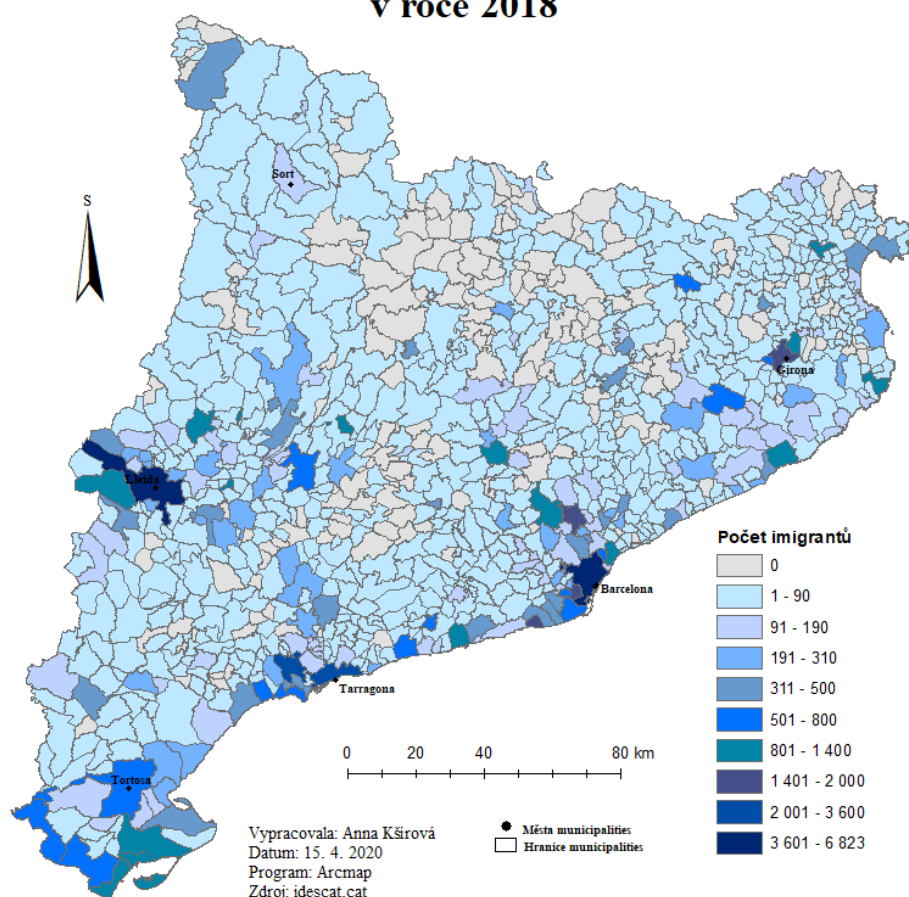 v roce 2018
S
Sort
Girona
Lleida
Barcelona
Tarragona
Tortosa
Počet imigrantů
0
1 - 90
91 - 190
191 - 310
311 - 500
501 - 800
801 - 1 400
1 401 - 2 000
2 001 - 3 600
3 601 - 6 823
0 20 40 80 km
Vypracovala: Anna Kšírová
Datum: 15. 4. 2020
Program: Arcmap
Zdroj: idescat.cat
Města municipalities
Hranice municipalities